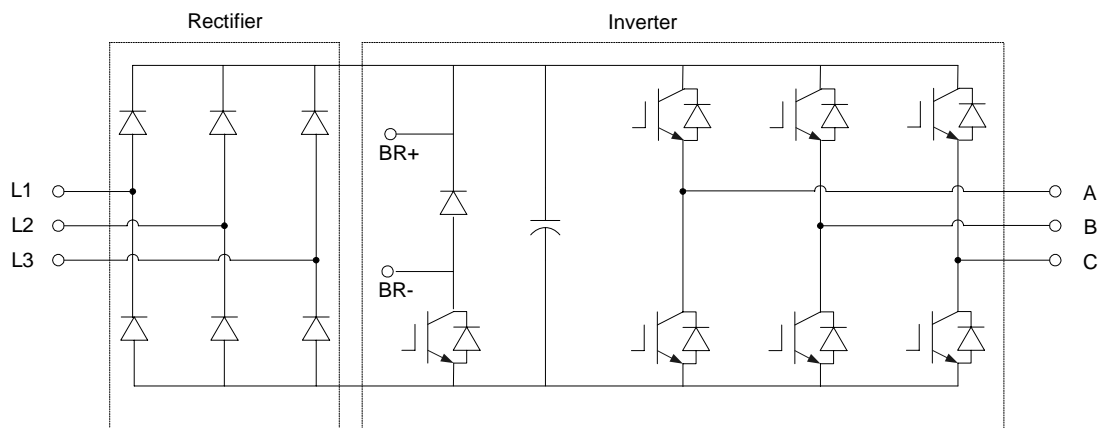 Rectifier
Inverter
BR+
L1
A
L2
B
L3
C
BR-